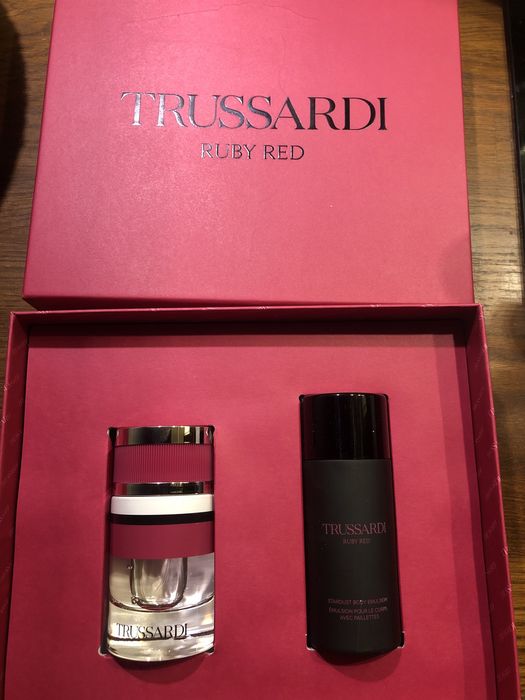 TRUSSARDI
RUBY RED
TRUSSARDI
RUBY RED
STARDUST BODY EMULSION
ÉMULSION POUR LE CORPS
AVEC PAILLETTES
TRUSSARDI